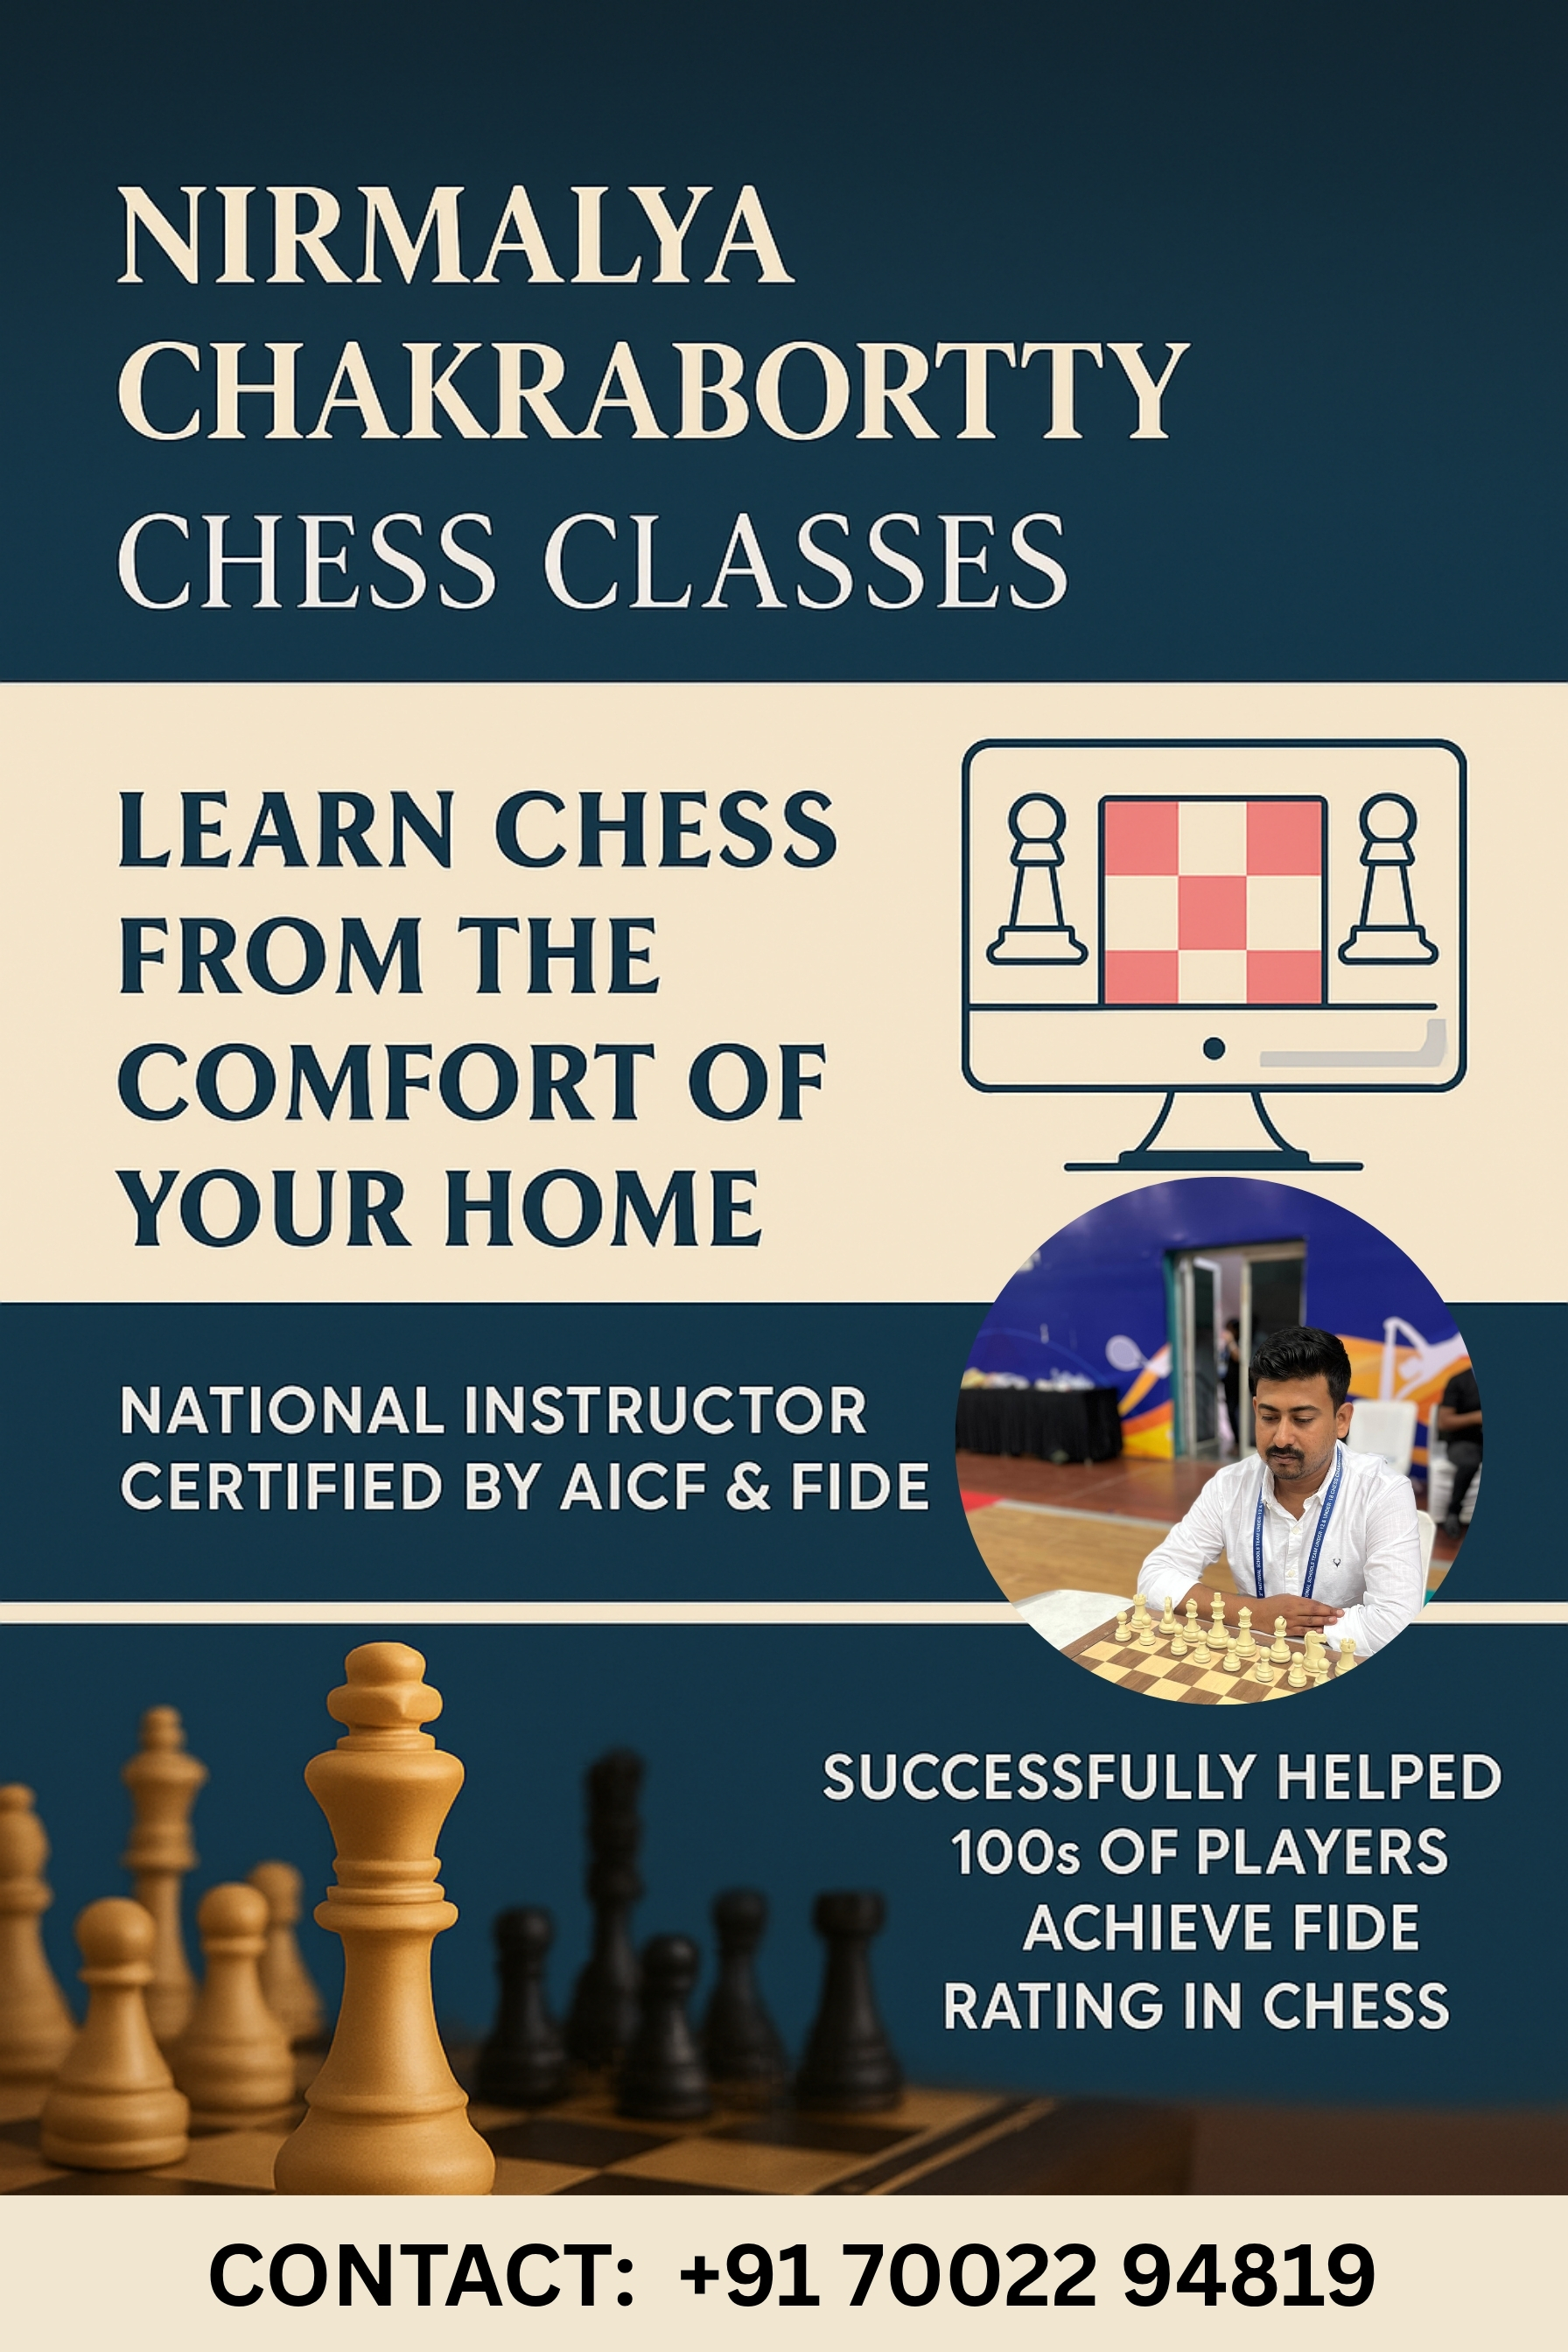 NIRMALYA
CHAKRABORTTY
CHESS CLASSES
LEARN CHESS
FROM THE
COMFORT OF
YOUR HOME
NATIONAL INSTRUCTOR
CERTIFIED BY AICF & FIDE
SUCCESSFULLY HELPED
100s OF PLAYERS
ACHIEVE FIDE
RATING IN CHESS
CONTACT: +91 70022 94819